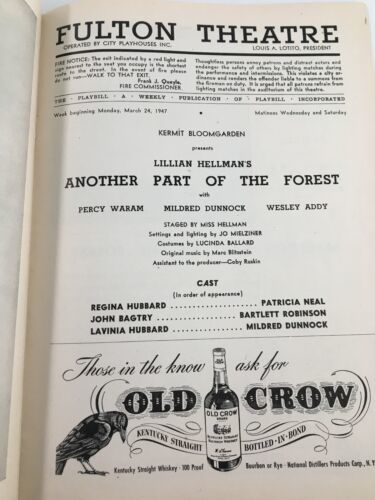 FULTON THEATRE
OPERATED BY CITY PLAYHOUSES INC.
LOUIS A. LOTITO, PRESIDENT
FIRE NOTICE: The exit indicated by a red light and
sign nearest to the seat you occupy is the shortest
route to the street. In the event of fire please
do not run—WALK TO THAT EXIT.
Frank J. Quayle,
FIRE COMMISSIONER
Thoughtless persons annoy patrons and distract actors and
endanger the safety of others by lighting matches during
the performance and intermissions. This violates a city or-
dinance and renders the offender liable to a summons from
the fireman on duty. It is urged that all patrons refrain from
lighting matches in the auditorium of this theatre.
THE · PLAYBILL · A · WEEKLY · PUBLICATION · OF · PLAYBILL · INCORPORATED
Week beginning Monday, March 24, 1947
Matinees Wednesday and Saturday
KERMIT BLOOMGARDEN
presents
LILLIAN HELLMAN'S
ANOTHER PART OF THE FOREST
with
PERCY WARAM MILDRED DUNNOCK WESLEY ADDY
STAGED BY MISS HELLMAN
Settings and lighting by JO MIELZINER
Costumes by LUCINDA BALLARD
Original music by Marc Blitzstein
Assistant to the producer—Coby Ruskin
CAST
(In order of appearance)
REGINA HUBBARD ................ PATRICIA NEAL
JOHN BAGTRY ................ BARTLETT ROBINSON
LAVINIA HUBBARD ................ MILDRED DUNNOCK
Those in the know ask for
OLD CROW
OLD CROW
BRAND
KENTUCKY STRAIGHT
BOTTLED-IN-BOND
Kentucky Straight Whiskey · 100 Proof
Bourbon or Rye · National Distillers Products Corp., N.Y.